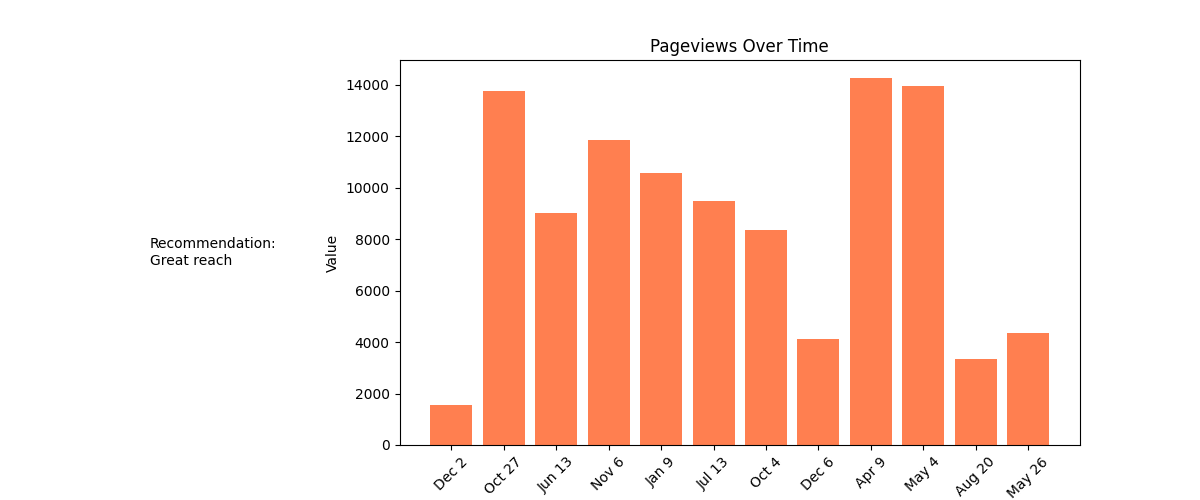 Pageviews Over Time
Recommendation:
Great reach
Value
14000
12000
10000
8000
6000
4000
2000
0
Dec 2
Oct 27
Jun 13
Nov 6
Jan 9
Jul 13
Oct 4
Dec 6
Apr 9
May 4
Aug 20
May 26